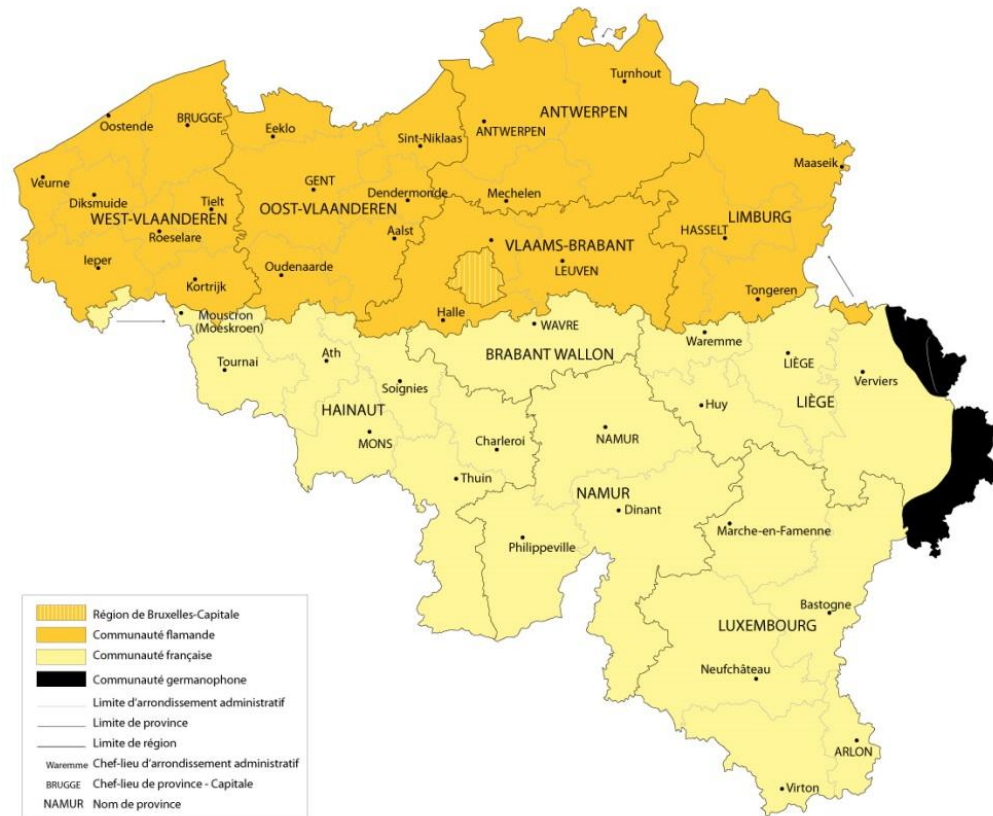 Turnhout
ANTWERPEN
Oostende
BRUGGE
Eeklo
Sint-Niklaas
ANTWERPEN
Maaseik
Veurne
Diksmuide
Tielt
GENT
Dendermonde
Mechelen
WEST-VLAANDEREN
OOST-VLAANDEREN
LIMBURG
Roeselare
Aalst
VLAAMS-BRABANT
HASSELT
Ieper
Oudenaarde
LEUVEN
Kortrijk
Tongeren
Mouscron
(Moeskroen)
Halle
WAVRE
Waremme
Tournai
Ath
BRABANT WALLON
LIÈGE
Verviers
Soignies
HAINAUT
Huy
LIÈGE
MONS
Charleroi
NAMUR
Thuin
NAMUR
Dinant
Marche-en-Famenne
Philippeville
Bastogne
LUXEMBOURG
Neufchâteau
ARLON
Virton
Région de Bruxelles-Capitale
Communauté flamande
Communauté française
Communauté germanophone
Limite d'arrondissement administratif
Limite de province
Limite de région
Waremme Chef-lieu d'arrondissement administratif
BRUGGE Chef-lieu de province - Capitale
NAMUR Nom de province